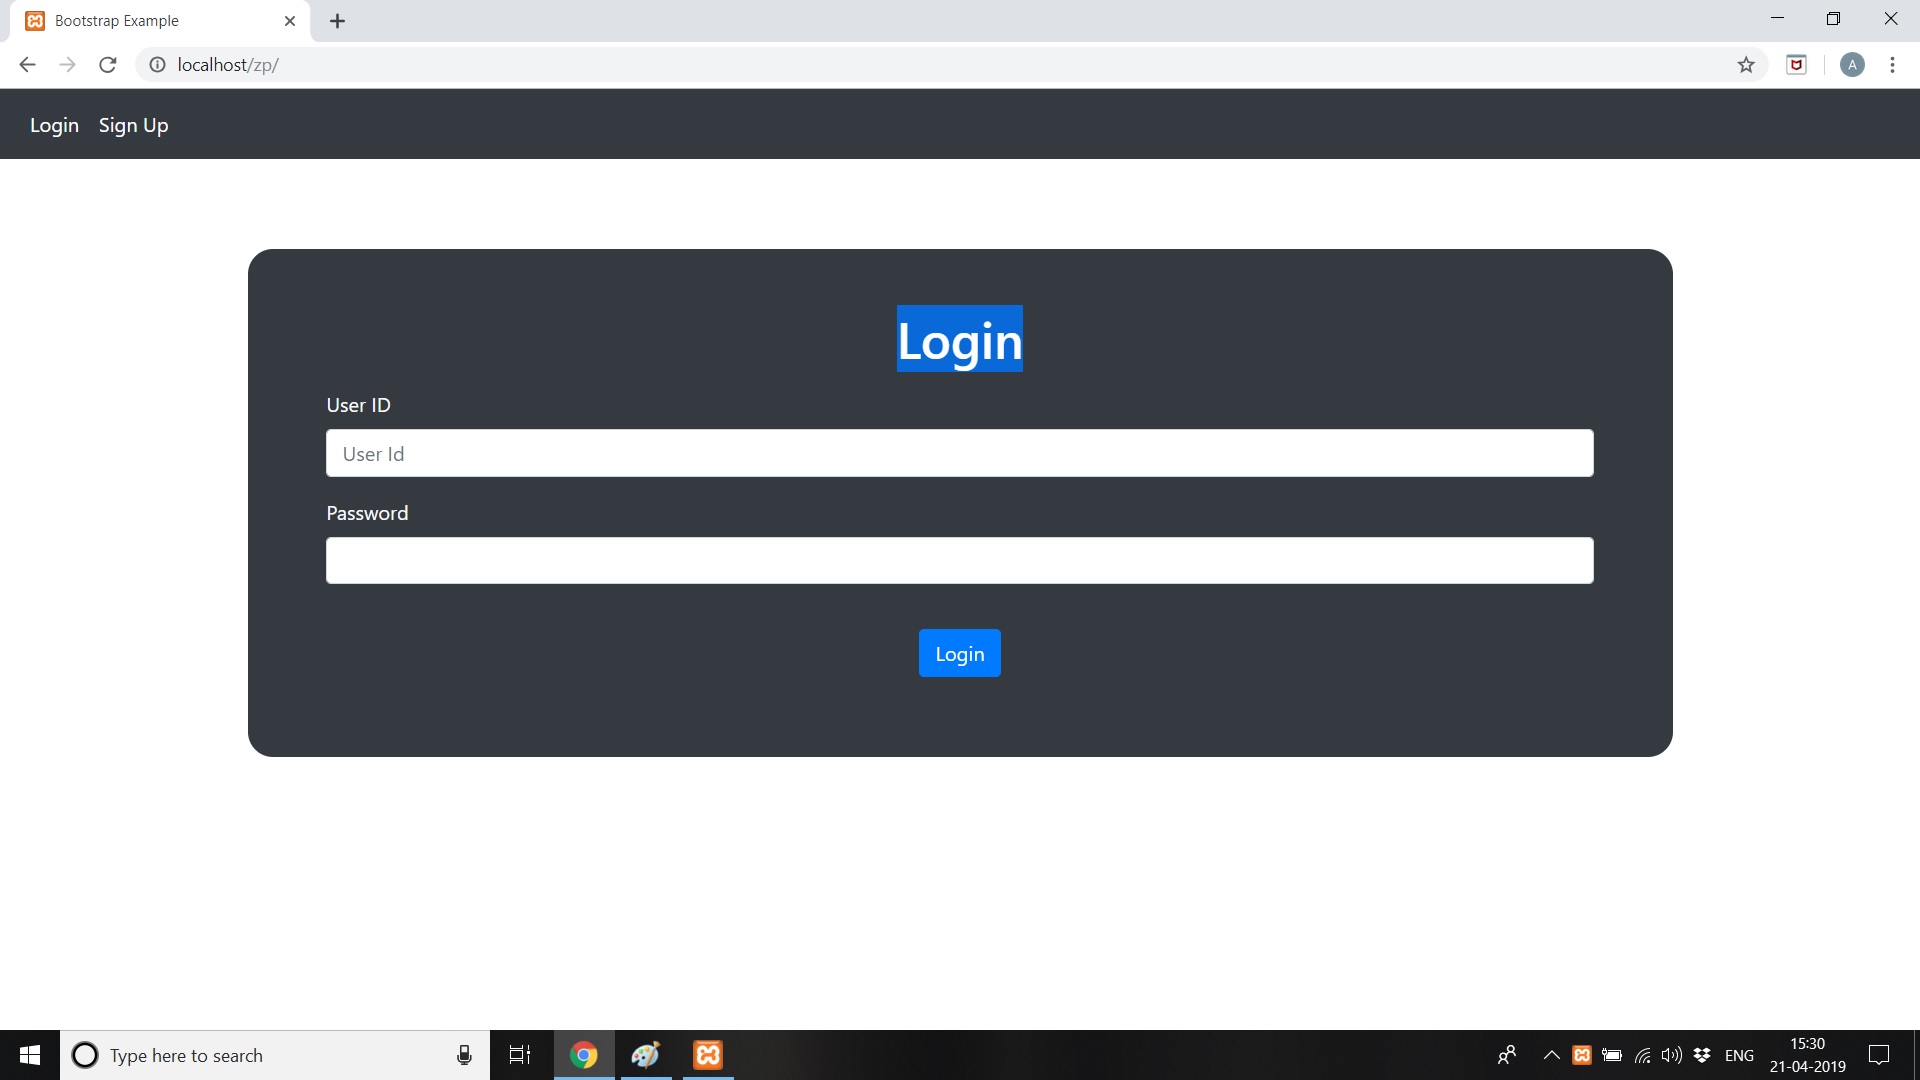 Bootstrap Example
localhost/zp/
A
Login Sign Up
Login
User ID
User Id
Password
Login
Type here to search
ENG
15:30
21-04-2019